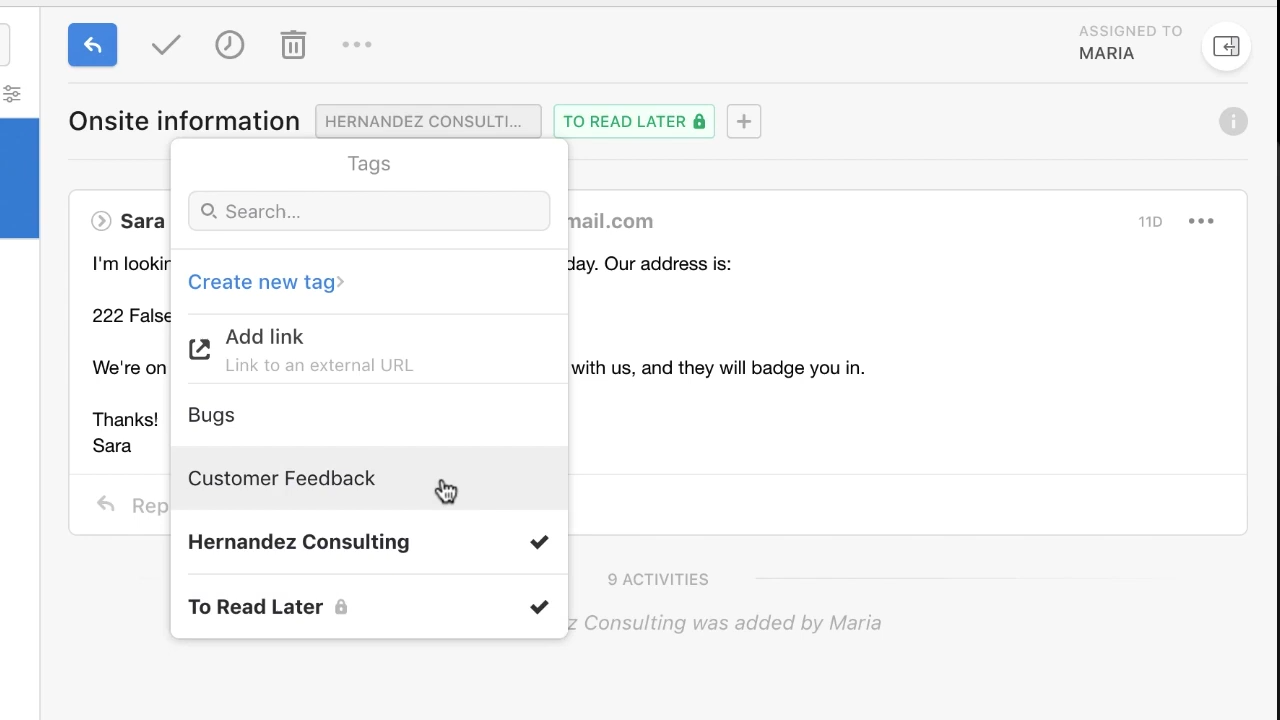 ASSIGNED TO
MARIA
Onsite information HERNANDEZ CONSULTI... TO READ LATER
Tags
Search...
Create new tag
Add link
Link to an external URL
Bugs
Customer Feedback
Hernandez Consulting
To Read Later
Sara mail.com 11D
I'm lookin day. Our address is:
222 False
We're on with us, and they will badge you in.
Thanks!
Sara
Rep
9 ACTIVITIES
z Consulting was added by Maria